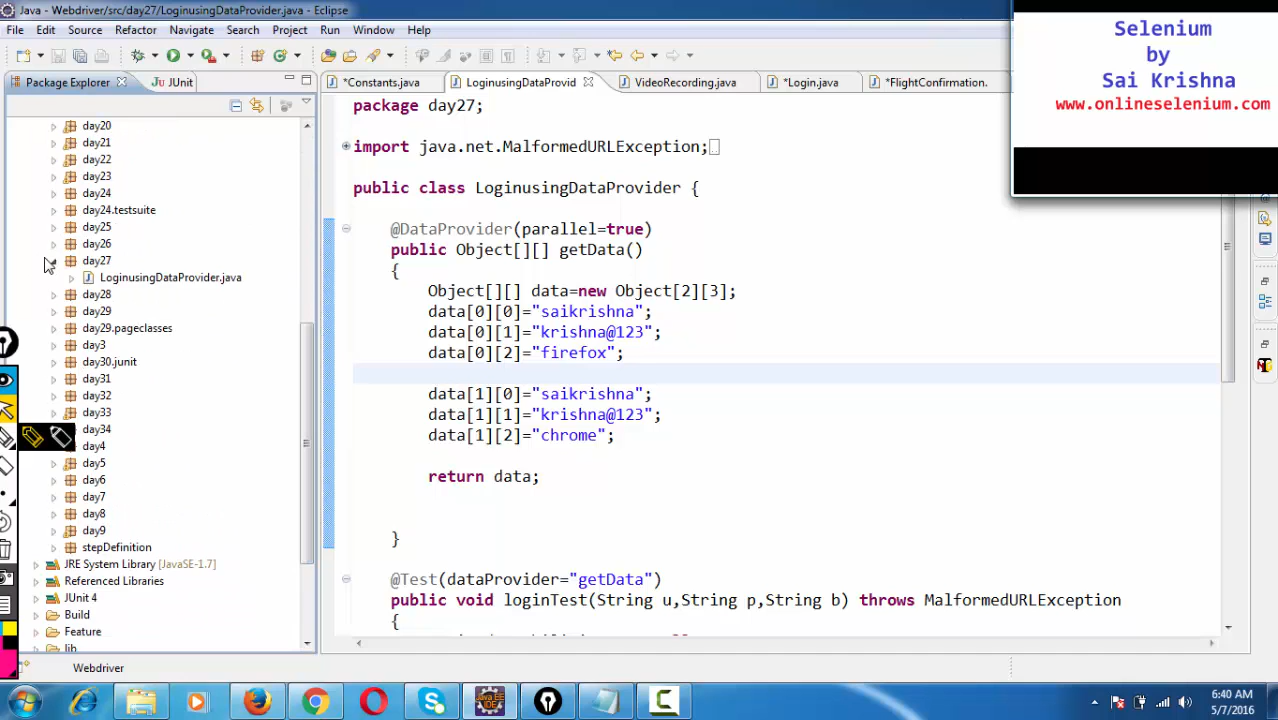 Java - Webdriver/src/day27/LoginusingDataProvider.java - Eclipse
File Edit Source Refactor Navigate Search Project Run Window Help
Selenium
by
Sai Krishna
www.onlineselenium.com
Package Explorer JUnit
*Constants.java LoginusingDataProvid VideoRecording.java *Login.java *FlightConfirmation.
day20
day21
day22
day23
day24
day24.testsuite
day25
day26
day27
LoginusingDataProvider.java
day28
day29
day29.pageclasses
day3
day30.junit
day31
day32
day33
day34
day4
day5
day6
day7
day8
day9
stepDefinition
JRE System Library [JavaSE-1.7]
Referenced Libraries
JUnit 4
Build
Feature
lib
package day27;
import java.net.MalformedURLException;
public class LoginusingDataProvider {
@DataProvider(parallel=true)
public Object[][] getData()
{
Object[][] data=new Object[2][3];
data[0][0]="saikrishna";
data[0][1]="krishna@123";
data[0][2]="firefox";
data[1][0]="saikrishna";
data[1][1]="krishna@123";
data[1][2]="chrome";
return data;
}
@Test(dataProvider="getData")
public void loginTest(String u,String p,String b) throws MalformedURLException
{
Webdriver
6:40 AM
5/7/2016